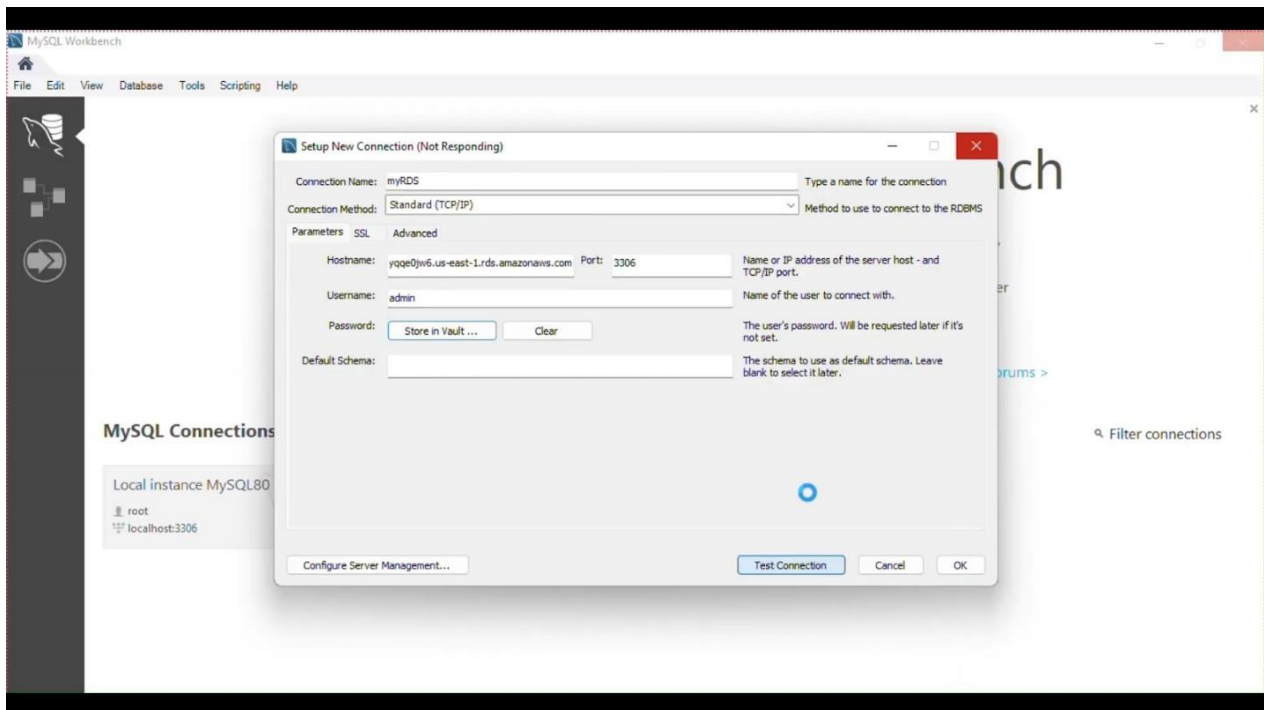 MySQL Workbench
File Edit View Database Tools Scripting Help
Setup New Connection (Not Responding)
Connection Name: myRDS Type a name for the connection
Connection Method: Standard (TCP/IP) Method to use to connect to the RDBMS
Parameters SSL Advanced
Hostname: yqqe0jw6.us-east-1.rds.amazonaws.com Port: 3306 Name or IP address of the server host - and
TCP/IP port.
Username: admin Name of the user to connect with.
Password: Store in Vault ... Clear The user's password. Will be requested later if it's
not set.
Default Schema: The schema to use as default schema. Leave
blank to select it later.
Configure Server Management... Test Connection Cancel OK
nch
er
orums >
MySQL Connections
Filter connections
Local instance MySQL80
root
localhost:3306